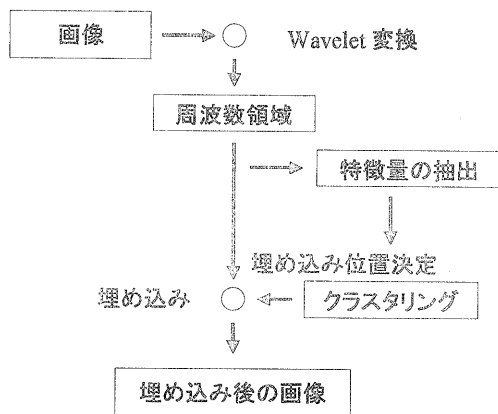 画像
Wavelet 変換
周波数領域
特徴量の抽出
埋め込み位置決定
埋め込み
クラスタリング
埋め込み後の画像